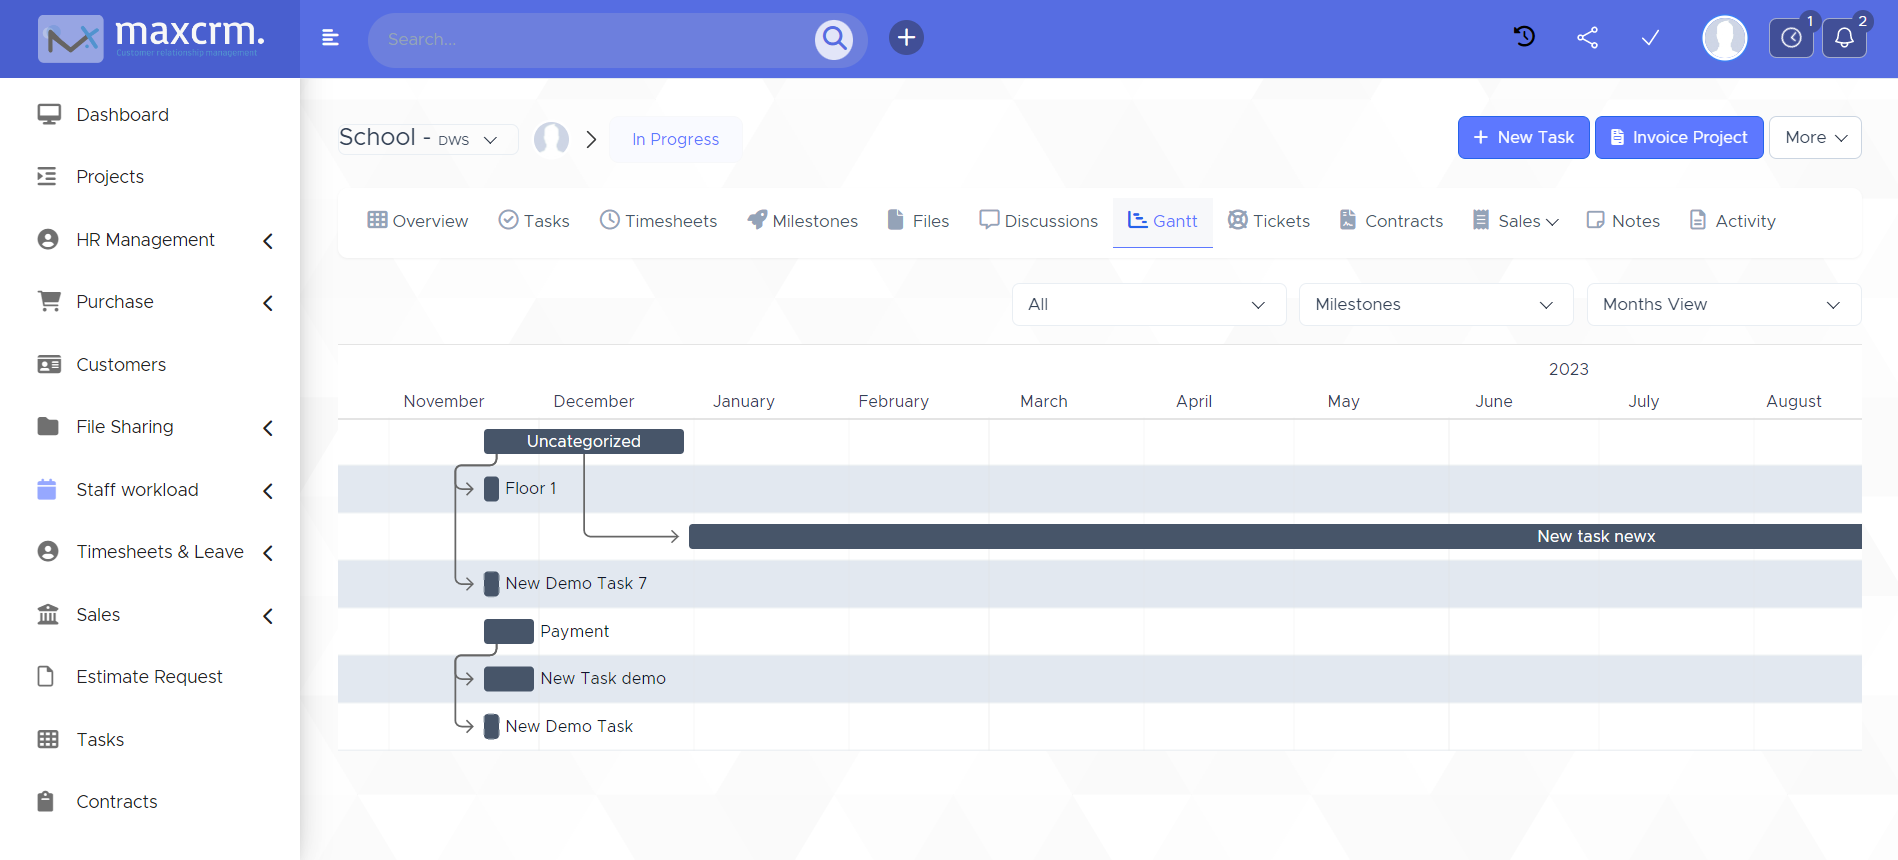 maxcrm.
Customer relationship management
Search...
1
2
Dashboard
Projects
HR Management
Purchase
Customers
File Sharing
Staff workload
Timesheets & Leave
Sales
Estimate Request
Tasks
Contracts
School - DWS
In Progress
New Task
Invoice Project
More
Overview
Tasks
Timesheets
Milestones
Files
Discussions
Gantt
Tickets
Contracts
Sales
Notes
Activity
All
Milestones
Months View
2023
November
December
January
February
March
April
May
June
July
August
Uncategorized
Floor 1
New task newx
New Demo Task 7
Payment
New Task demo
New Demo Task